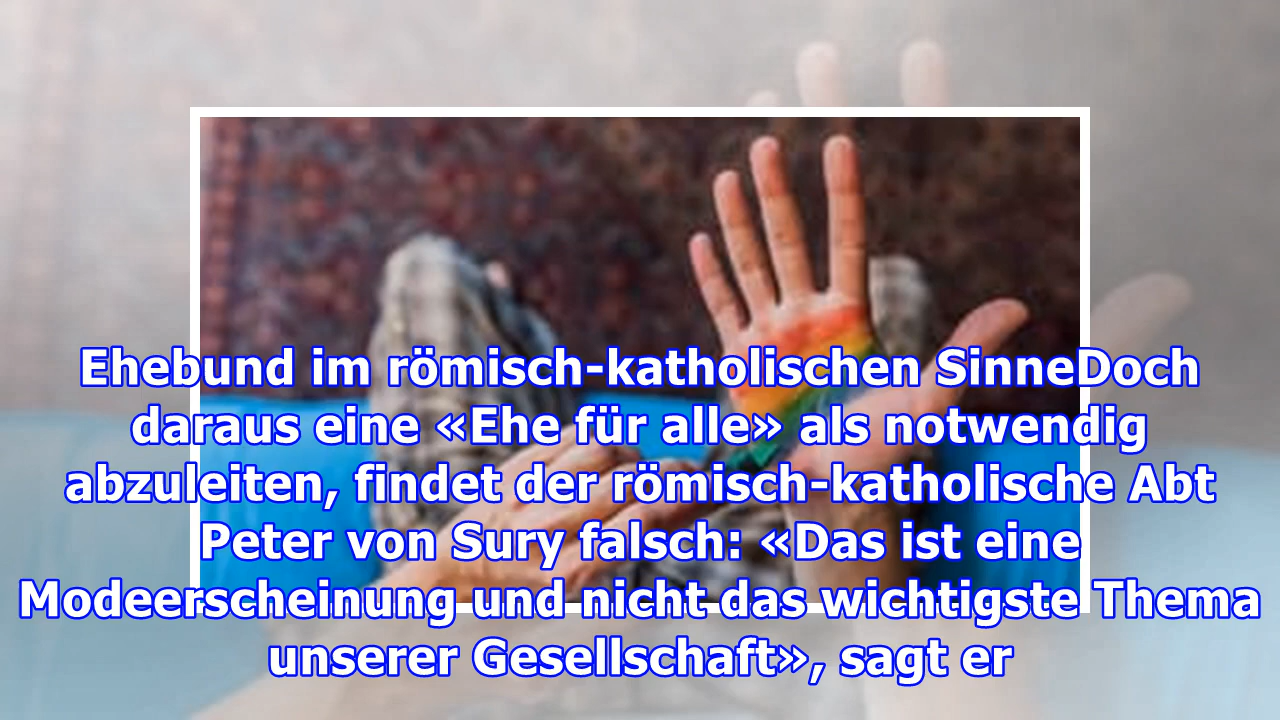 Ehebund im römisch-katholischen SinneDoch
daraus eine «Ehe für alle» als notwendig
abzuleiten, findet der römisch-katholische Abt
Peter von Sury falsch: «Das ist eine
Modeerscheinung und nicht das wichtigste Thema
unserer Gesellschaft», sagt er